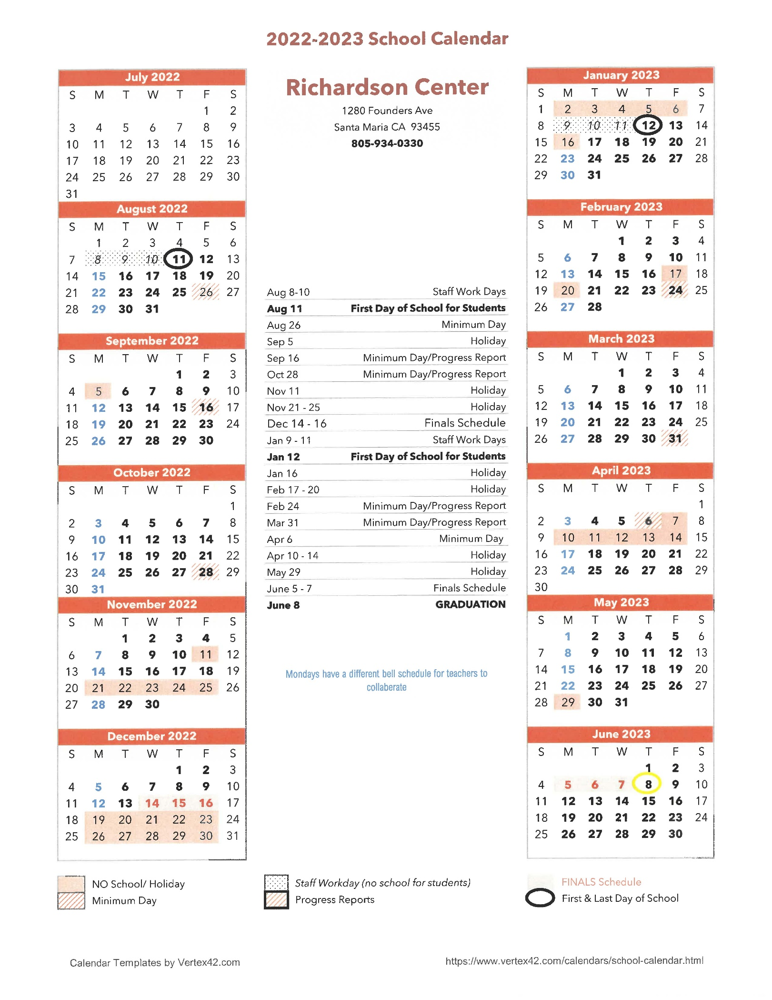 2022-2023 School Calendar
July 2022
S M T W T F S
1 2
3 4 5 6 7 8 9
10 11 12 13 14 15 16
17 18 19 20 21 22 23
24 25 26 27 28 29 30
31
August 2022
S M T W T F S
1 2 3 4 5 6
7 8 9 10 11 12 13
14 15 16 17 18 19 20
21 22 23 24 25 26 27
28 29 30 31
September 2022
S M T W T F S
1 2 3
4 5 6 7 8 9 10
11 12 13 14 15 16 17
18 19 20 21 22 23 24
25 26 27 28 29 30
October 2022
S M T W T F S
1
2 3 4 5 6 7 8
9 10 11 12 13 14 15
16 17 18 19 20 21 22
23 24 25 26 27 28 29
30 31
November 2022
S M T W T F S
1 2 3 4 5
6 7 8 9 10 11 12
13 14 15 16 17 18 19
20 21 22 23 24 25 26
27 28 29 30
December 2022
S M T W T F S
1 2 3
4 5 6 7 8 9 10
11 12 13 14 15 16 17
18 19 20 21 22 23 24
25 26 27 28 29 30 31
Richardson Center
1280 Founders Ave
Santa Maria CA 93455
805-934-0330
Aug 8-10 Staff Work Days
Aug 11 First Day of School for Students
Aug 26 Minimum Day
Sep 5 Holiday
Sep 16 Minimum Day/Progress Report
Oct 28 Minimum Day/Progress Report
Nov 11 Holiday
Nov 21 - 25 Holiday
Dec 14 - 16 Finals Schedule
Jan 9 - 11 Staff Work Days
Jan 12 First Day of School for Students
Jan 16 Holiday
Feb 17 - 20 Holiday
Feb 24 Minimum Day/Progress Report
Mar 31 Minimum Day/Progress Report
Apr 6 Minimum Day
Apr 10 - 14 Holiday
May 29 Holiday
June 5 - 7 Finals Schedule
June 8 GRADUATION
Mondays have a different bell schedule for teachers to
collaberate
January 2023
S M T W T F S
1 2 3 4 5 6 7
8 9 10 11 12 13 14
15 16 17 18 19 20 21
22 23 24 25 26 27 28
29 30 31
February 2023
S M T W T F S
1 2 3 4
5 6 7 8 9 10 11
12 13 14 15 16 17 18
19 20 21 22 23 24 25
26 27 28
March 2023
S M T W T F S
1 2 3 4
5 6 7 8 9 10 11
12 13 14 15 16 17 18
19 20 21 22 23 24 25
26 27 28 29 30 31
April 2023
S M T W T F S
1
2 3 4 5 6 7 8
9 10 11 12 13 14 15
16 17 18 19 20 21 22
23 24 25 26 27 28 29
30
May 2023
S M T W T F S
1 2 3 4 5 6
7 8 9 10 11 12 13
14 15 16 17 18 19 20
21 22 23 24 25 26 27
28 29 30 31
June 2023
S M T W T F S
1 2 3
4 5 6 7 8 9 10
11 12 13 14 15 16 17
18 19 20 21 22 23 24
25 26 27 28 29 30
NO School/ Holiday
Minimum Day
Staff Workday (no school for students)
Progress Reports
FINALS Schedule
First & Last Day of School
Calendar Templates by Vertex42.com
https://www.vertex42.com/calendars/school-calendar.html